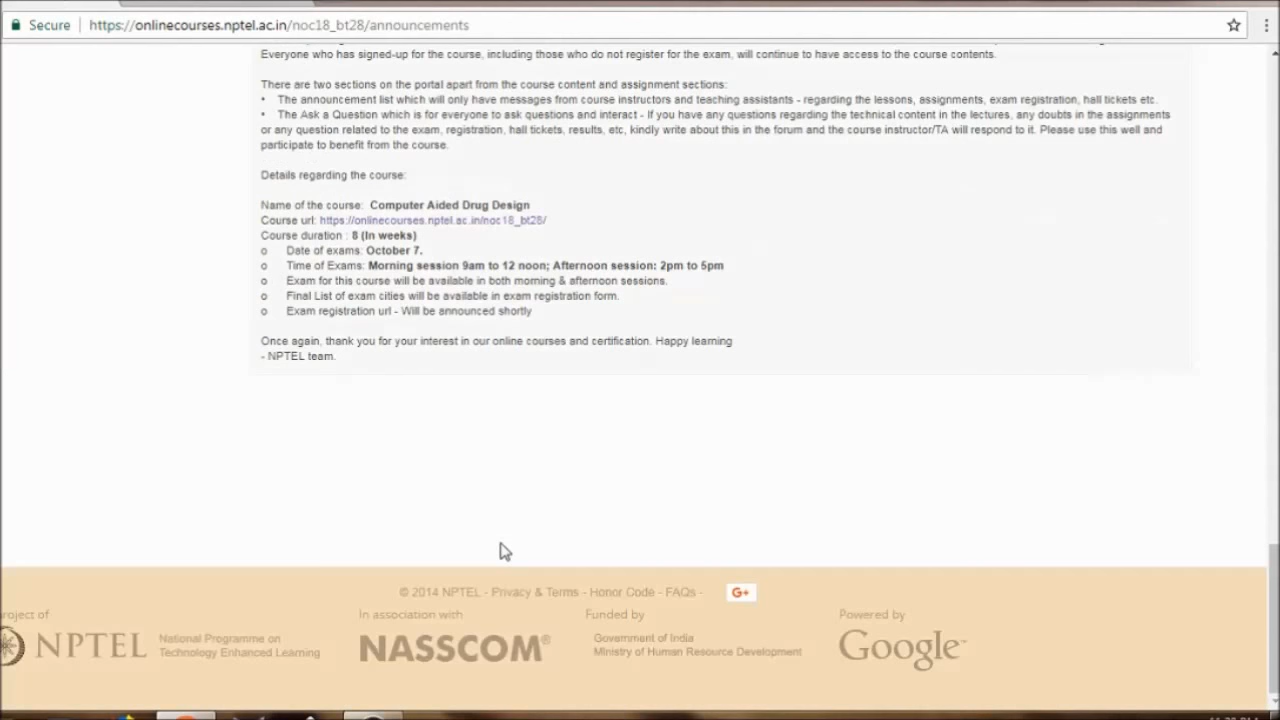 Secure
https://onlinecourses.nptel.ac.in/noc18_bt28/announcements
Everyone who has signed-up for the course, including those who do not register for the exam, will continue to have access to the course contents.
There are two sections on the portal apart from the course content and assignment sections:
• The announcement list which will only have messages from course instructors and teaching assistants - regarding the lessons, assignments, exam registration, hall tickets etc.
• The Ask a Question which is for everyone to ask questions and interact - If you have any questions regarding the technical content in the lectures, any doubts in the assignments
or any question related to the exam, registration, hall tickets, results, etc, kindly write about this in the forum and the course instructor/TA will respond to it. Please use this well and
participate to benefit from the course.
Details regarding the course:
Name of the course: Computer Aided Drug Design
Course url: https://onlinecourses.nptel.ac.in/noc18_bt28/
Course duration : 8 (In weeks)
o Date of exams: October 7.
o Time of Exams: Morning session 9am to 12 noon; Afternoon session: 2pm to 5pm
o Exam for this course will be available in both morning & afternoon sessions.
o Final List of exam cities will be available in exam registration form.
o Exam registration url - Will be announced shortly
Once again, thank you for your interest in our online courses and certification. Happy learning
- NPTEL team.
© 2014 NPTEL - Privacy & Terms - Honor Code - FAQs -
G+
roject of
NPTEL
National Programme on
Technology Enhanced Learning
In association with
NASSCOM®
Funded by
Government of India
Ministry of Human Resource Development
Powered by
Google™